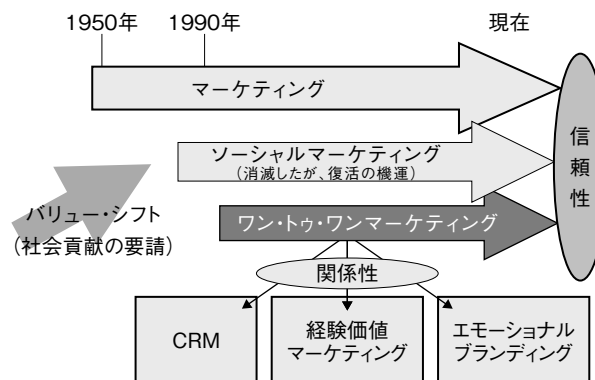 1950年
1990年
現在
マーケティング
ソーシャルマーケティング
(消滅したが、復活の機運)
信頼性
バリュー・シフト
(社会貢献の要請)
ワン・トゥ・ワンマーケティング
関係性
CRM
経験価値
マーケティング
エモーショナル
ブランディング